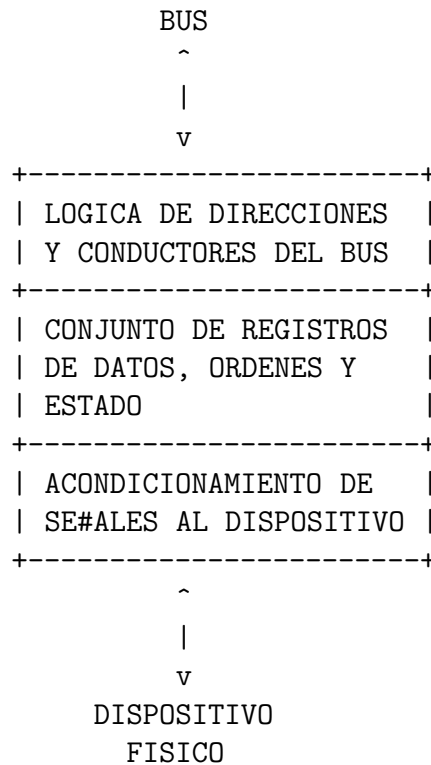 BUS
^
|
v
+------------------------+
| LOGICA DE DIRECCIONES |
| Y CONDUCTORES DEL BUS |
+------------------------+
| CONJUNTO DE REGISTROS |
| DE DATOS, ORDENES Y |
| ESTADO |
+------------------------+
| ACONDICIONAMIENTO DE |
| SE#ALES AL DISPOSITIVO |
+------------------------+
^
|
v
DISPOSITIVO
FISICO